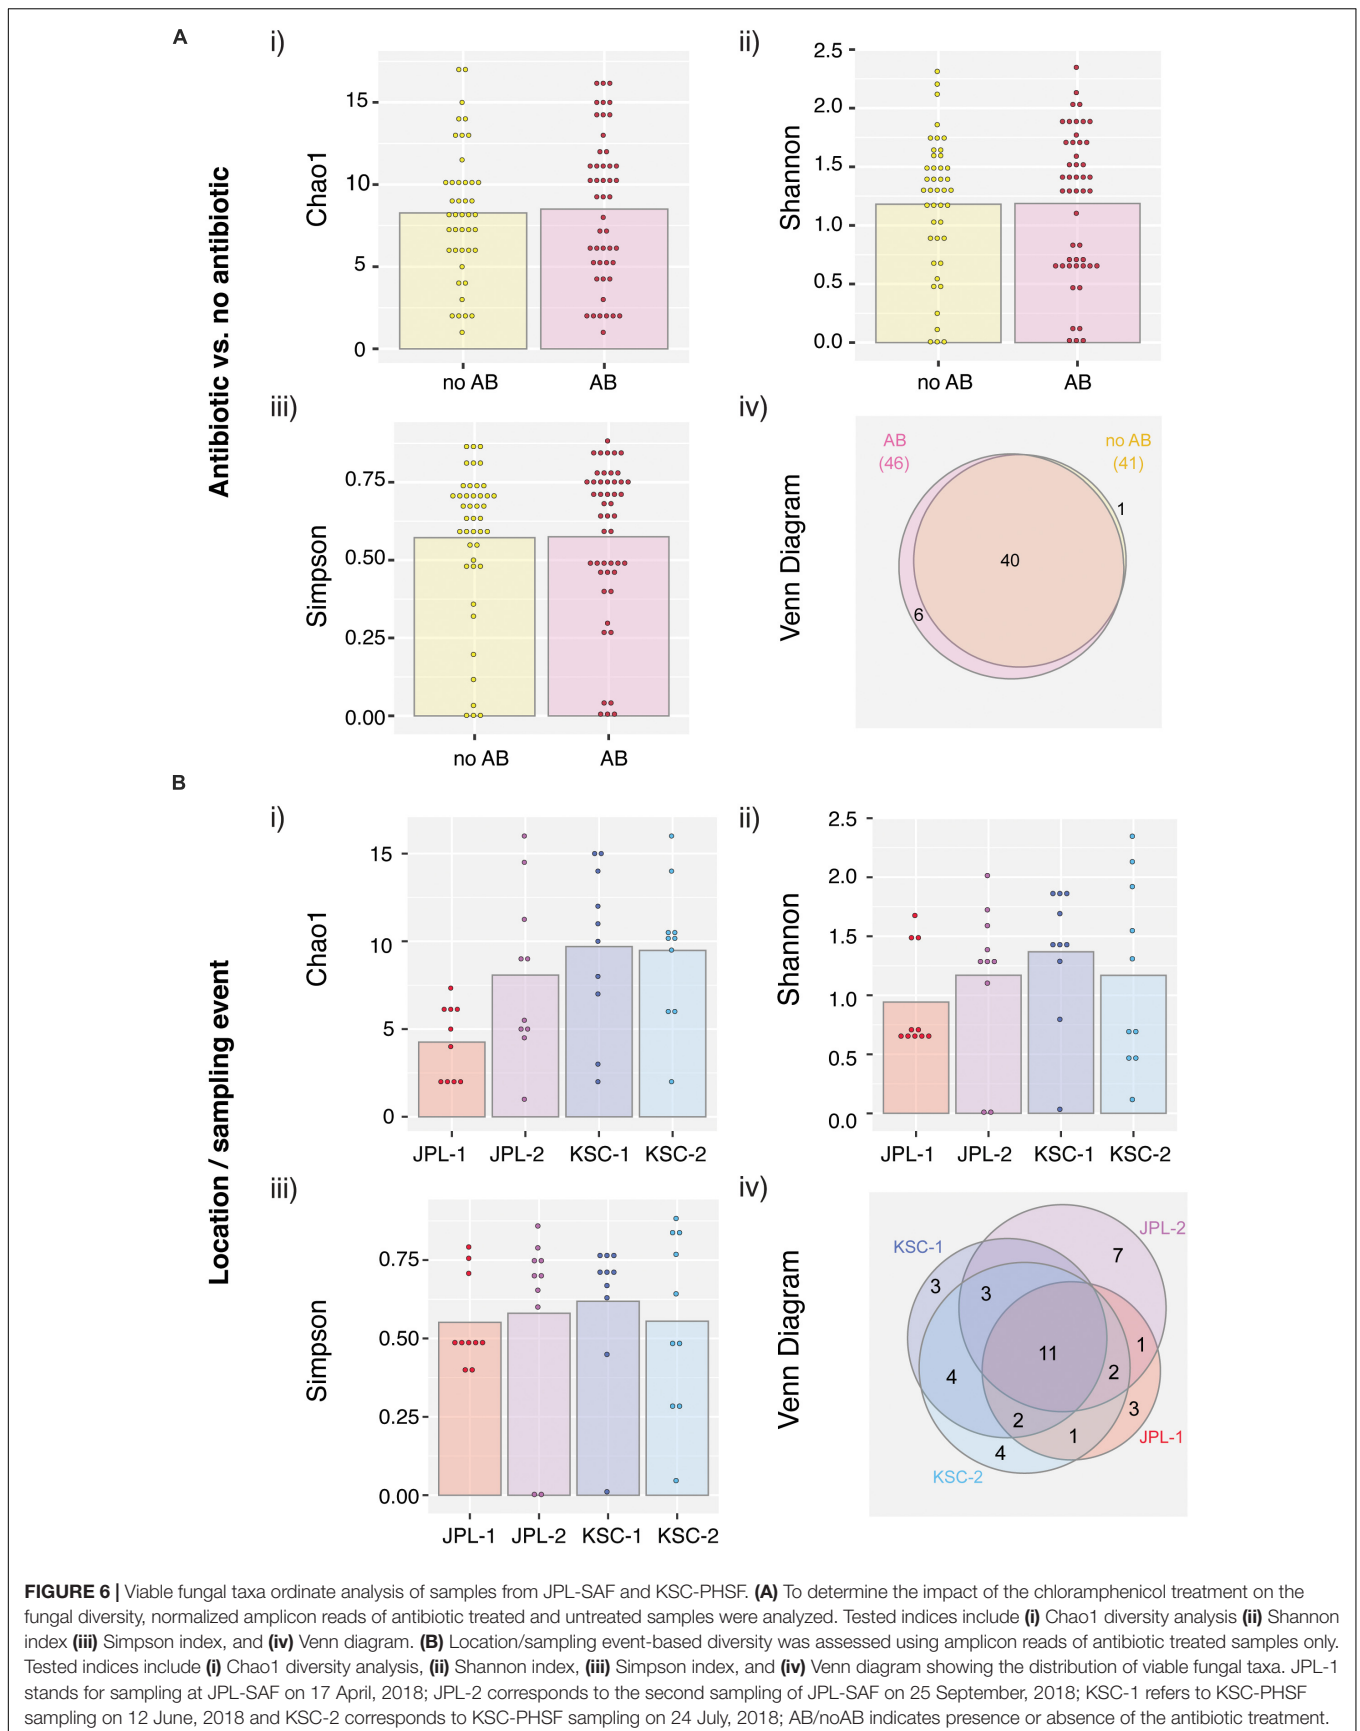 A
Antibiotic vs. no antibiotic
i)
Chao1
15
10
5
0
no AB
AB
ii)
Shannon
2.5
2.0
1.5
1.0
0.5
0.0
no AB
AB
iii)
Simpson
0.75
0.50
0.25
0.00
no AB
AB
iv)
Venn Diagram
AB
(46)
no AB
(41)
1
40
6
B
Location / sampling event
i)
Chao1
15
10
5
0
JPL-1
JPL-2
KSC-1
KSC-2
ii)
Shannon
2.5
2.0
1.5
1.0
0.5
0.0
JPL-1
JPL-2
KSC-1
KSC-2
iii)
Simpson
0.75
0.50
0.25
0.00
JPL-1
JPL-2
KSC-1
KSC-2
iv)
Venn Diagram
JPL-2
KSC-1
7
3
3
1
11
2
4
3
2
1
JPL-1
4
KSC-2
FIGURE 6 | Viable fungal taxa ordinate analysis of samples from JPL-SAF and KSC-PHSF. (A) To determine the impact of the chloramphenicol treatment on the
fungal diversity, normalized amplicon reads of antibiotic treated and untreated samples were analyzed. Tested indices include (i) Chao1 diversity analysis (ii) Shannon
index (iii) Simpson index, and (iv) Venn diagram. (B) Location/sampling event-based diversity was assessed using amplicon reads of antibiotic treated samples only.
Tested indices include (i) Chao1 diversity analysis, (ii) Shannon index, (iii) Simpson index, and (iv) Venn diagram showing the distribution of viable fungal taxa. JPL-1
stands for sampling at JPL-SAF on 17 April, 2018; JPL-2 corresponds to the second sampling of JPL-SAF on 25 September, 2018; KSC-1 refers to KSC-PHSF
sampling on 12 June, 2018 and KSC-2 corresponds to KSC-PHSF sampling on 24 July, 2018; AB/noAB indicates presence or absence of the antibiotic treatment.